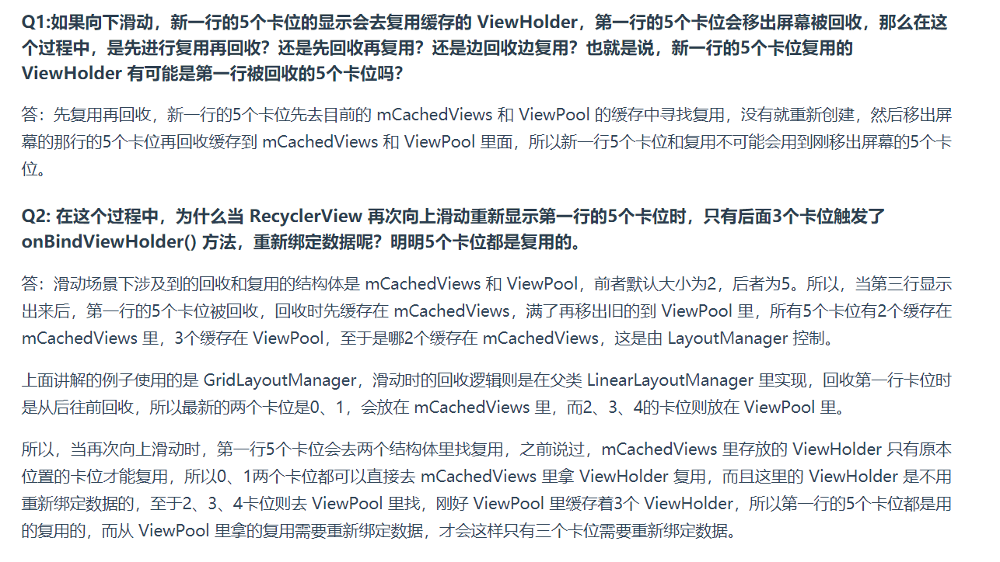 Q1:如果向下滑动，新一行的5个卡位的显示会去复用缓存的 ViewHolder，第一行的5个卡位会移出屏幕被回收，那么在这
个过程中，是先进行复用再回收？还是先回收再复用？还是边回收边复用？也就是说，新一行的5个卡位复用的
ViewHolder 有可能是第一行被回收的5个卡位吗？
答：先复用再回收，新一行的5个卡位先去目前的 mCachedViews 和 ViewPool 的缓存中寻找复用，没有就重新创建，然后移出屏
幕的那行的5个卡位再回收缓存到 mCachedViews 和 ViewPool 里面，所以新一行5个卡位和复用不可能会用到刚移出屏幕的5个卡
位。
Q2: 在这个过程中，为什么当 RecyclerView 再次向上滑动重新显示第一行的5个卡位时，只有后面3个卡位触发了
onBindViewHolder() 方法，重新绑定数据呢？明明5个卡位都是复用的。
答：滑动场景下涉及到的回收和复用的结构体是 mCachedViews 和 ViewPool，前者默认大小为2，后者为5。所以，当第三行显示
出来后，第一行的5个卡位被回收，回收时先缓存在 mCachedViews，满了再移出旧的到 ViewPool 里，所有5个卡位有2个缓存在
mCachedViews 里，3个缓存在 ViewPool，至于是哪2个缓存在 mCachedViews，这是由 LayoutManager 控制。
上面讲解的例子使用的是 GridLayoutManager，滑动时的回收逻辑则是在父类 LinearLayoutManager 里实现，回收第一行卡位时
是从后往前回收，所以最新的两个卡位是0、1，会放在 mCachedViews 里，而2、3、4的卡位则放在 ViewPool 里。
所以，当再次向上滑动时，第一行5个卡位会去两个结构体里找复用，之前说过，mCachedViews 里存放的 ViewHolder 只有原本
位置的卡位才能复用，所以0、1两个卡位都可以直接去 mCachedViews 里拿 ViewHolder 复用，而且这里的 ViewHolder 是不用
重新绑定数据的，至于2、3、4卡位则去 ViewPool 里找，刚好 ViewPool 里缓存着3个 ViewHolder，所以第一行的5个卡位都是用
的复用的，而从 ViewPool 里拿的复用需要重新绑定数据，才会这样只有三个卡位需要重新绑定数据。